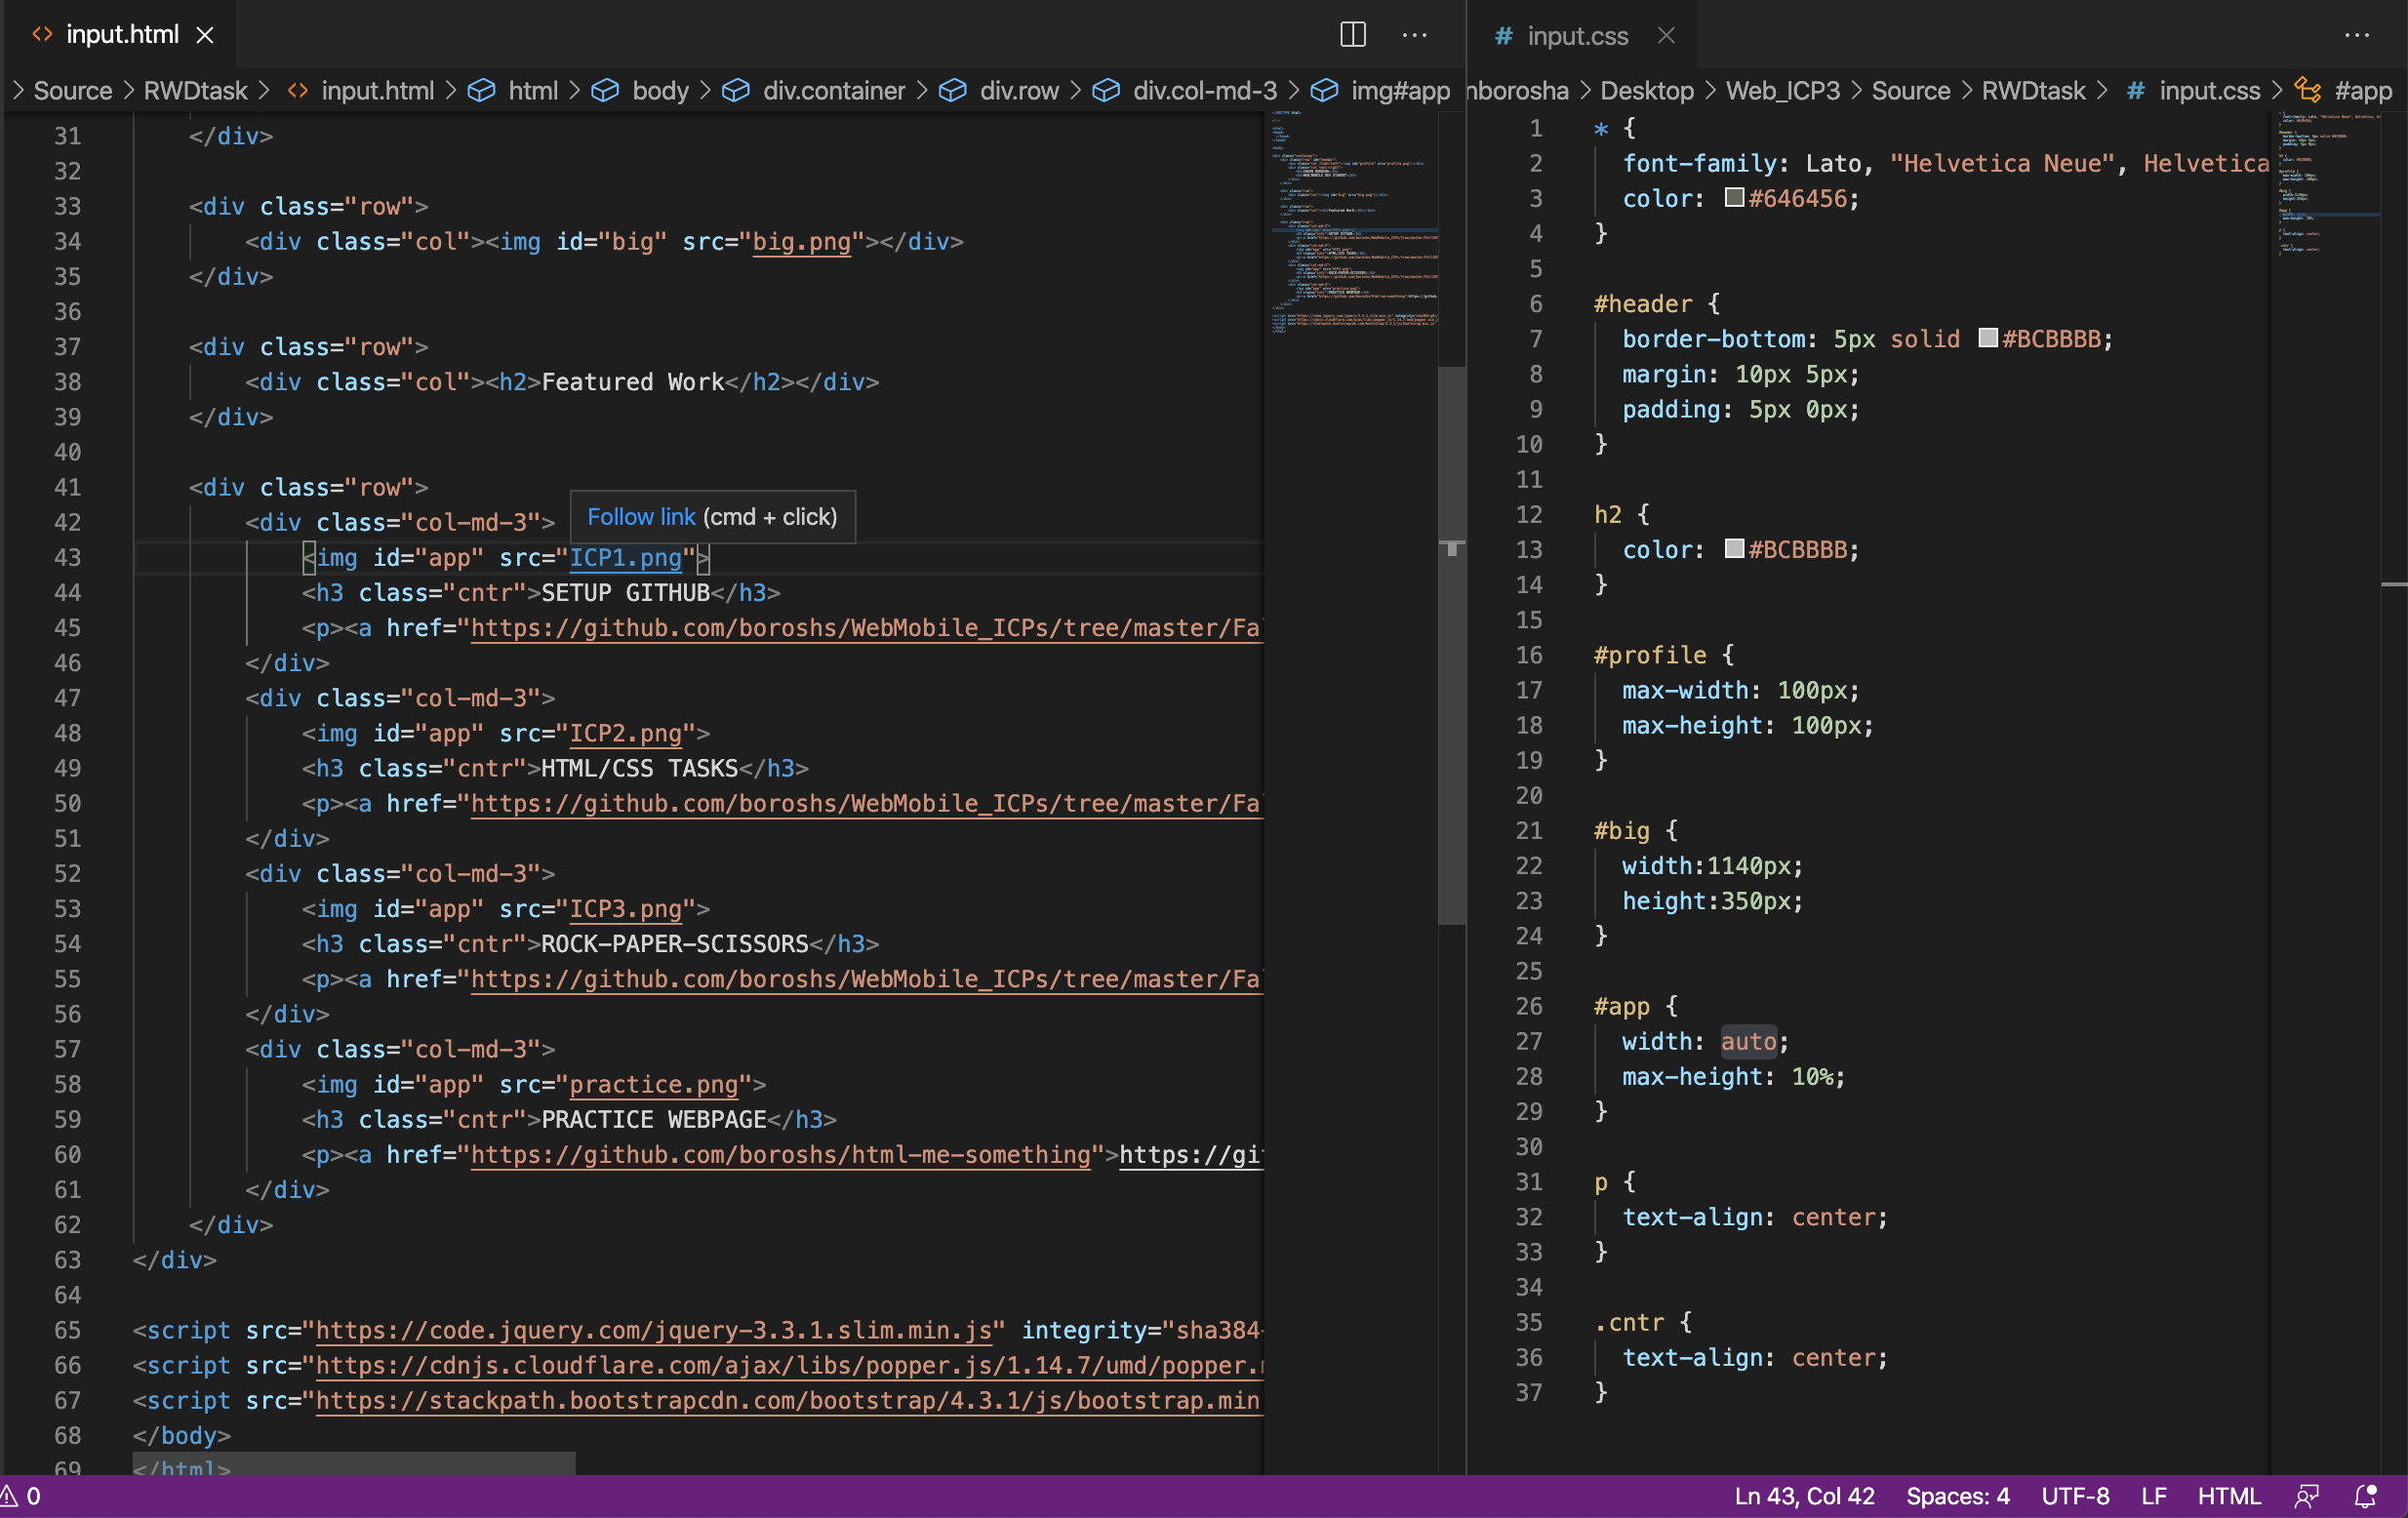 input.html
Source > RWDtask > input.html > html > body > div.container > div.row > div.col-md-3 > img#app
31 </div>
32
33 <div class="row">
34 <div class="col"><img id="big" src="big.png"></div>
35 </div>
36
37 <div class="row">
38 <div class="col"><h2>Featured Work</h2></div>
39 </div>
40
41 <div class="row">
42 <div class="col-md-3">
Follow link (cmd + click)
43 <img id="app" src="ICP1.png">
44 <h3 class="cntr">SETUP GITHUB</h3>
45 <p><a href="https://github.com/boroshs/WebMobile_ICPs/tree/master/Fa
46 </div>
47 <div class="col-md-3">
48 <img id="app" src="ICP2.png">
49 <h3 class="cntr">HTML/CSS TASKS</h3>
50 <p><a href="https://github.com/boroshs/WebMobile_ICPs/tree/master/Fa
51 </div>
52 <div class="col-md-3">
53 <img id="app" src="ICP3.png">
54 <h3 class="cntr">ROCK-PAPER-SCISSORS</h3>
55 <p><a href="https://github.com/boroshs/WebMobile_ICPs/tree/master/Fa
56 </div>
57 <div class="col-md-3">
58 <img id="app" src="practice.png">
59 <h3 class="cntr">PRACTICE WEBPAGE</h3>
60 <p><a href="https://github.com/boroshs/html-me-something">https://gi
61 </div>
62 </div>
63 </div>
64
65 <script src="https://code.jquery.com/jquery-3.3.1.slim.min.js" integrity="sha384-
66 <script src="https://cdnjs.cloudflare.com/ajax/libs/popper.js/1.14.7/umd/popper.m
67 <script src="https://stackpath.bootstrapcdn.com/bootstrap/4.3.1/js/bootstrap.min.
68 </body>
69 </html>
input.css
nborosha > Desktop > Web_ICP3 > Source > RWDtask > # input.css > #app
1 * {
2 font-family: Lato, "Helvetica Neue", Helvetica
3 color: #646456;
4 }
5
6 #header {
7 border-bottom: 5px solid #BCBBBB;
8 margin: 10px 5px;
9 padding: 5px 0px;
10 }
11
12 h2 {
13 color: #BCBBBB;
14 }
15
16 #profile {
17 max-width: 100px;
18 max-height: 100px;
19 }
20
21 #big {
22 width:1140px;
23 height:350px;
24 }
25
26 #app {
27 width: auto;
28 max-height: 10%;
29 }
30
31 p {
32 text-align: center;
33 }
34
35 .cntr {
36 text-align: center;
37 }
0 Ln 43, Col 42 Spaces: 4 UTF-8 LF HTML